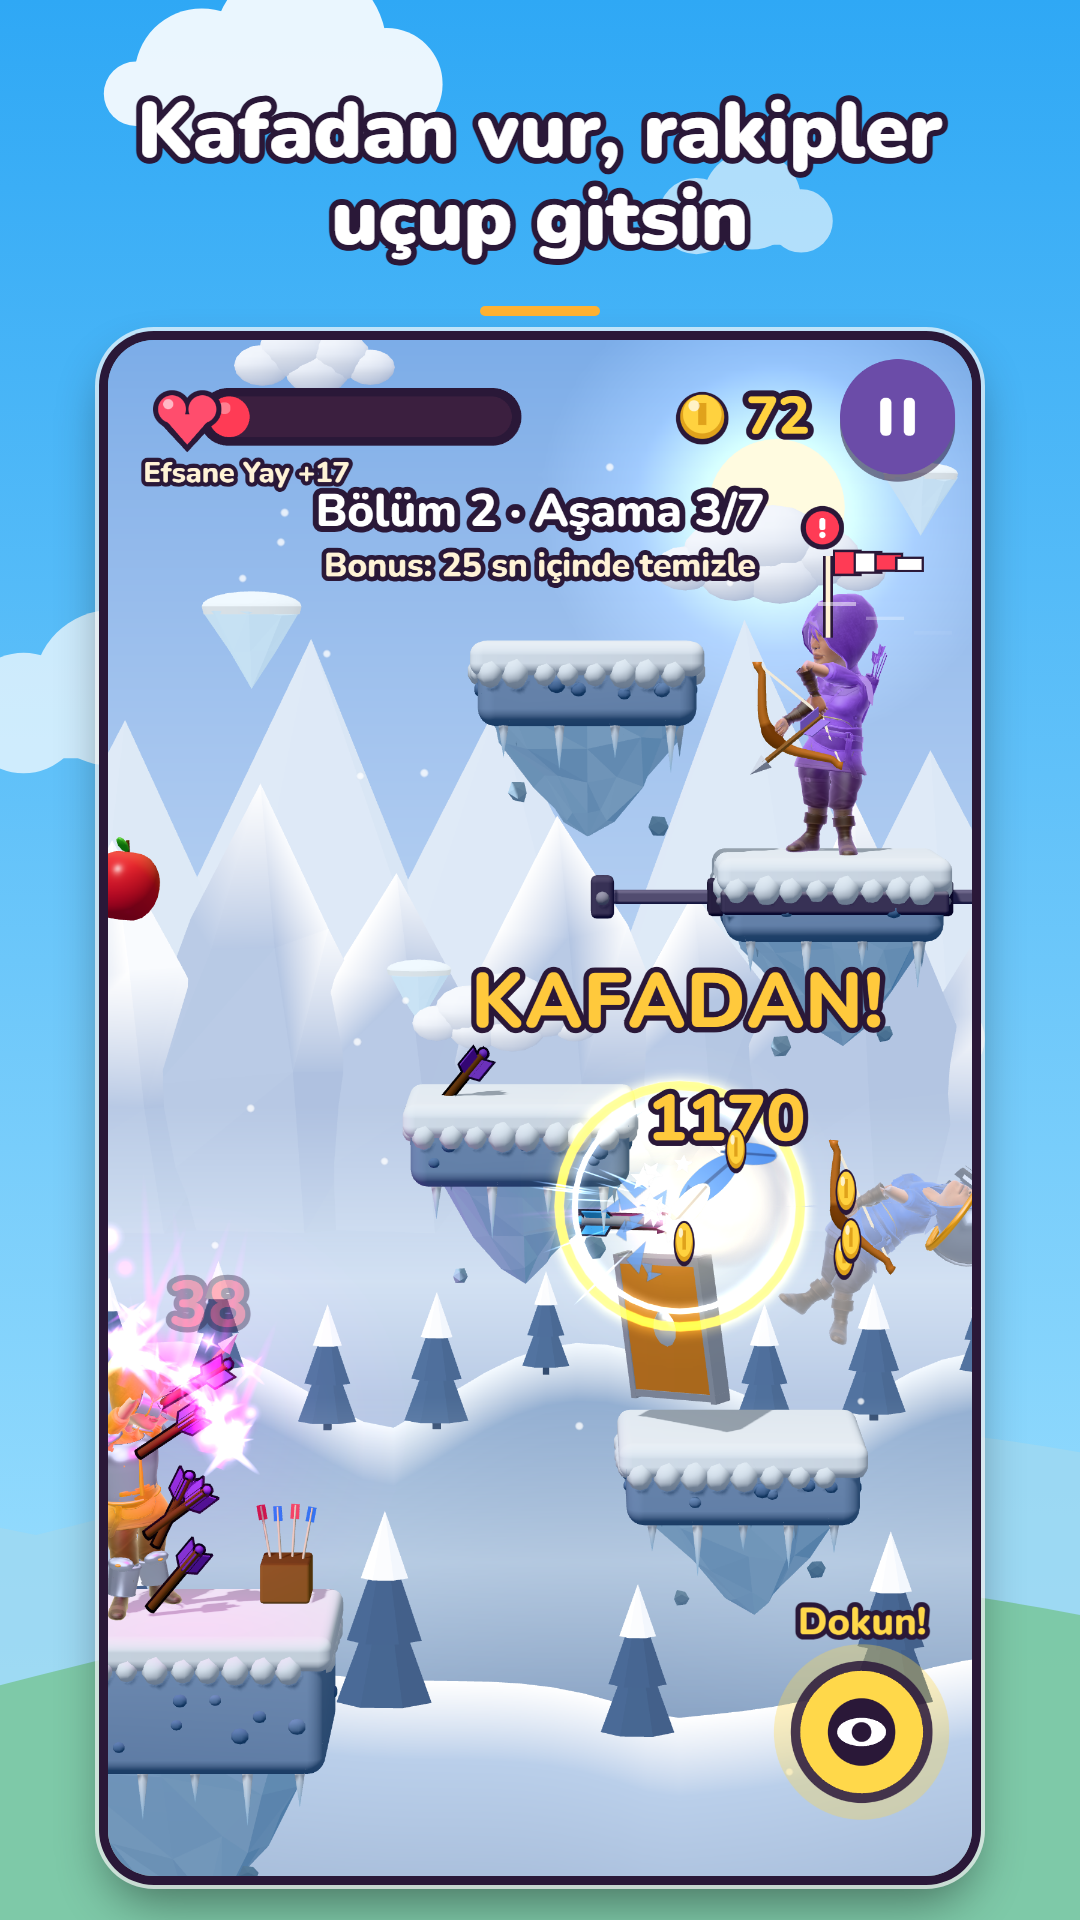 Kafadan vur, rakipler
uçup gitsin
72
Efsane Yay +17
Bölüm 2 · Aşama 3/7
Bonus: 25 sn içinde temizle
KAFADAN!
1170
38
Dokun!